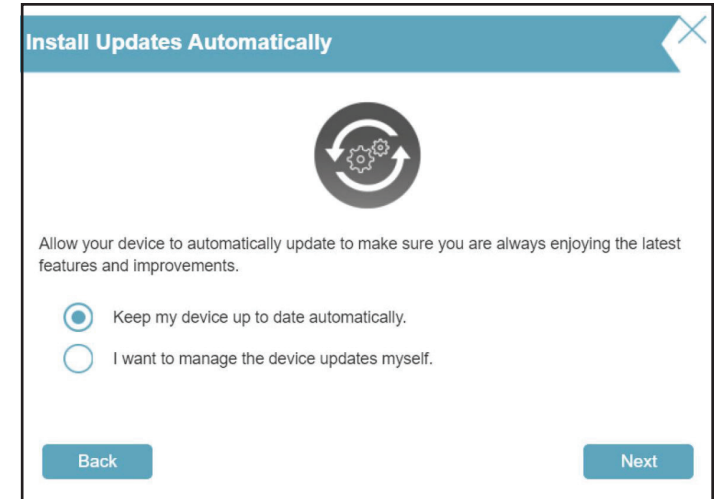 Install Updates Automatically
Allow your device to automatically update to make sure you are always enjoying the latest
features and improvements.
Keep my device up to date automatically.
I want to manage the device updates myself.
Back
Next